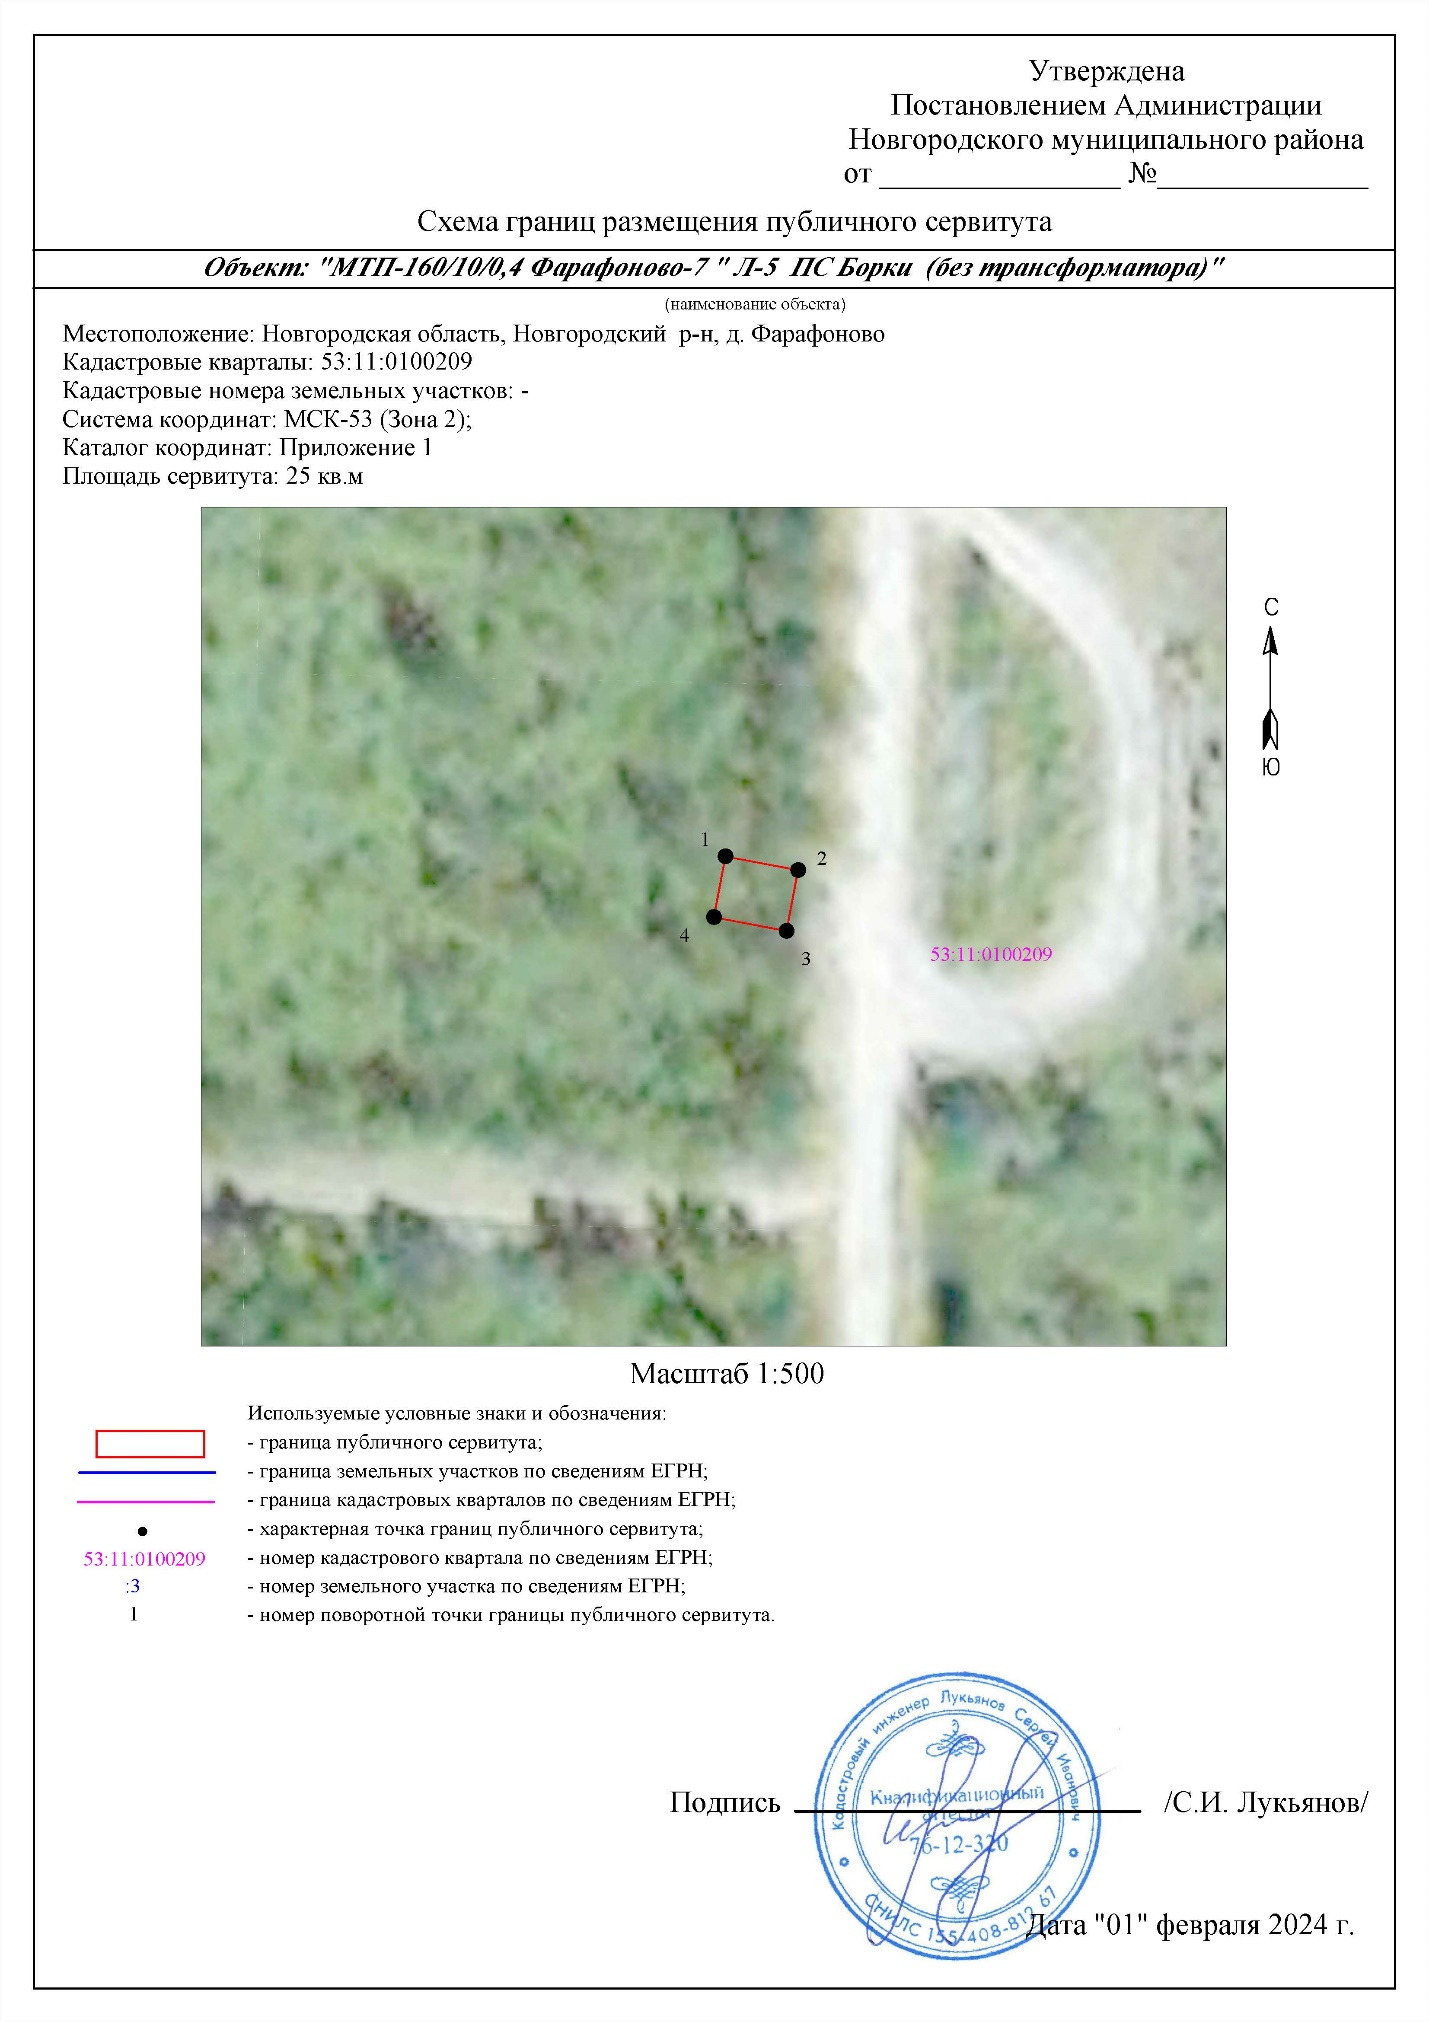 Утверждена
Постановлением Администрации
Новгородского муниципального района
от _________________ №_______________
Схема границ размещения публичного сервитута
Объект: "МТП-160/10/0,4 Фарафоново-7 " Л-5 ПС Борки (без трансформатора)"
(наименование объекта)
Местоположение: Новгородская область, Новгородский р-н, д. Фарафоново
Кадастровые кварталы: 53:11:0100209
Кадастровые номера земельных участков: -
Система координат: МСК-53 (Зона 2);
Каталог координат: Приложение 1
Площадь сервитута: 25 кв.м
С
Ю
1
2
4
3
53:11:0100209
Масштаб 1:500
Используемые условные знаки и обозначения:
- граница публичного сервитута;
- граница земельных участков по сведениям ЕГРН;
- граница кадастровых кварталов по сведениям ЕГРН;
- характерная точка границ публичного сервитута;
53:11:0100209 - номер кадастрового квартала по сведениям ЕГРН;
:3 - номер земельного участка по сведениям ЕГРН;
1 - номер поворотной точки границы публичного сервитута.
Кадастровый инженер Лукьянов Сергей Иванович
Квалификационный
аттестат
76-12-320
СНИЛС 155-408-812 67
Подпись /С.И. Лукьянов/
Дата "01" февраля 2024 г.